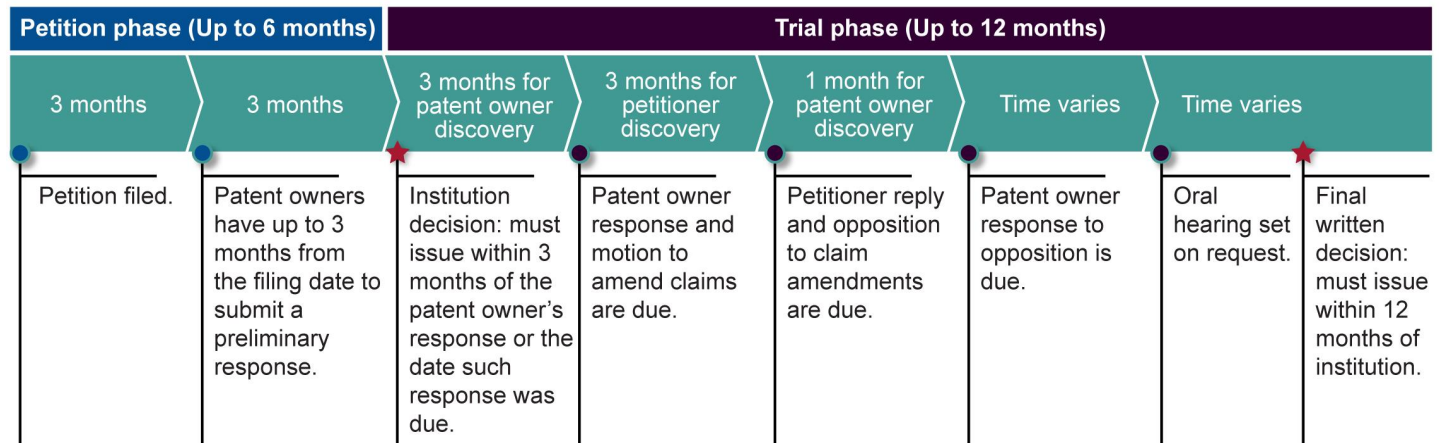 Petition phase (Up to 6 months)
Trial phase (Up to 12 months)
3 months
3 months
3 months for
patent owner
discovery
3 months for
petitioner
discovery
1 month for
patent owner
discovery
Time varies
Time varies
Petition filed.
Patent owners
have up to 3
months from
the filing date to
submit a
preliminary
response.
Institution
decision: must
issue within 3
months of the
patent owner’s
response or the
date such
response was
due.
Patent owner
response and
motion to
amend claims
are due.
Petitioner reply
and opposition
to claim
amendments
are due.
Patent owner
response to
opposition is
due.
Oral
hearing set
on request.
Final
written
decision:
must issue
within 12
months of
institution.